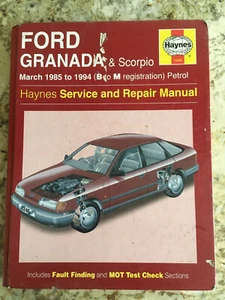 FORD
GRANADA & Scorpio
Haynes
March 1985 to 1994 (B to M registration) Petrol
Haynes Service and Repair Manual
Includes Fault Finding and MOT Test Check Sections